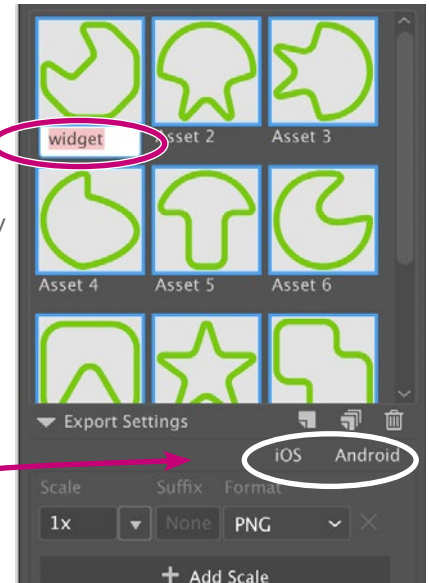 widget Asset 2 Asset 3
y
Asset 4 Asset 5 Asset 6
Export Settings
iOS Android
Scale Suffix Format
1x None PNG
+ Add Scale